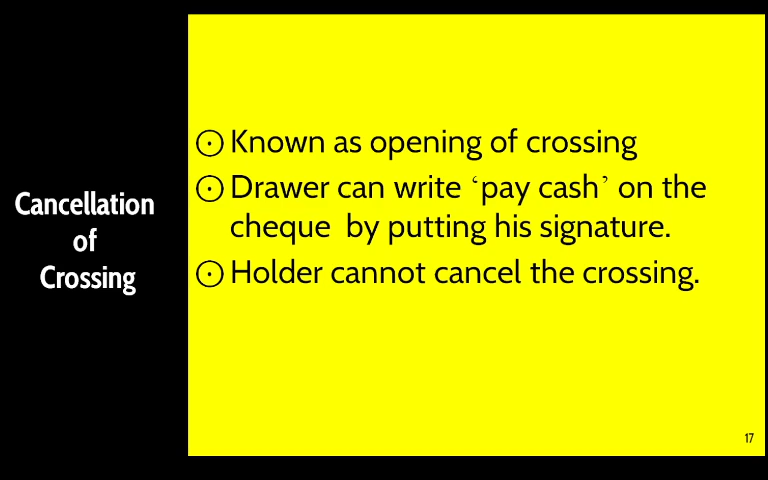 Cancellation
of
Crossing
⨀ Known as opening of crossing
⨀ Drawer can write ‘pay cash’ on the
cheque  by putting his signature.
⨀ Holder cannot cancel the crossing.
17